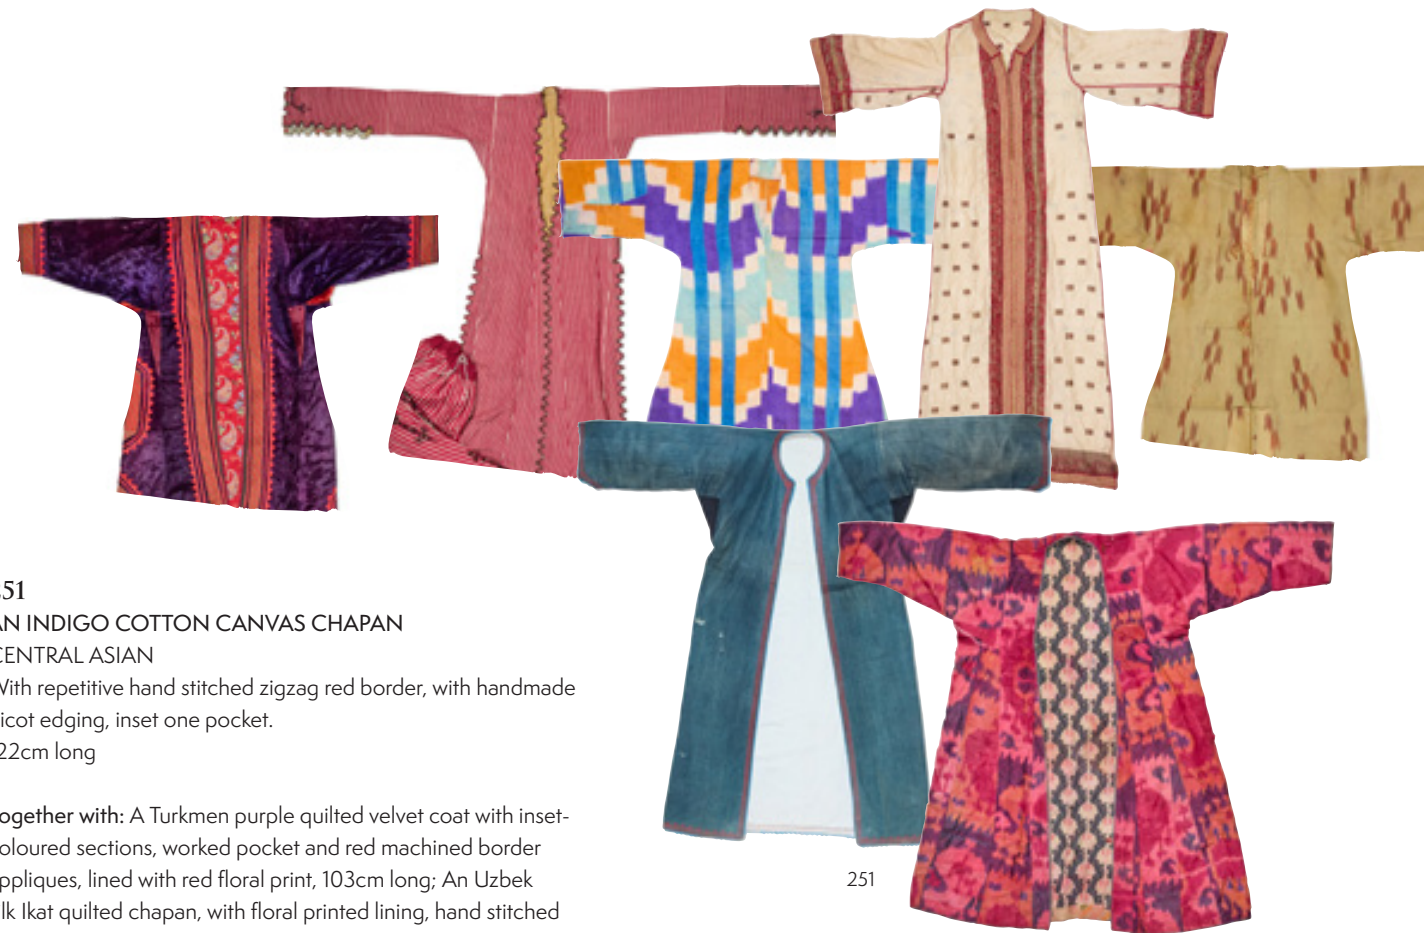 251
AN INDIGO COTTON CANVAS CHAPAN
CENTRAL ASIAN
With repetitive hand stitched zigzag red border, with handmade
icot edging, inset one pocket.
22cm long
ogether with: A Turkmen purple quilted velvet coat with inset-
oloured sections, worked pocket and red machined border
ppliques, lined with red floral print, 103cm long; An Uzbek
lk Ikat quilted chapan, with floral printed lining, hand stitched
251